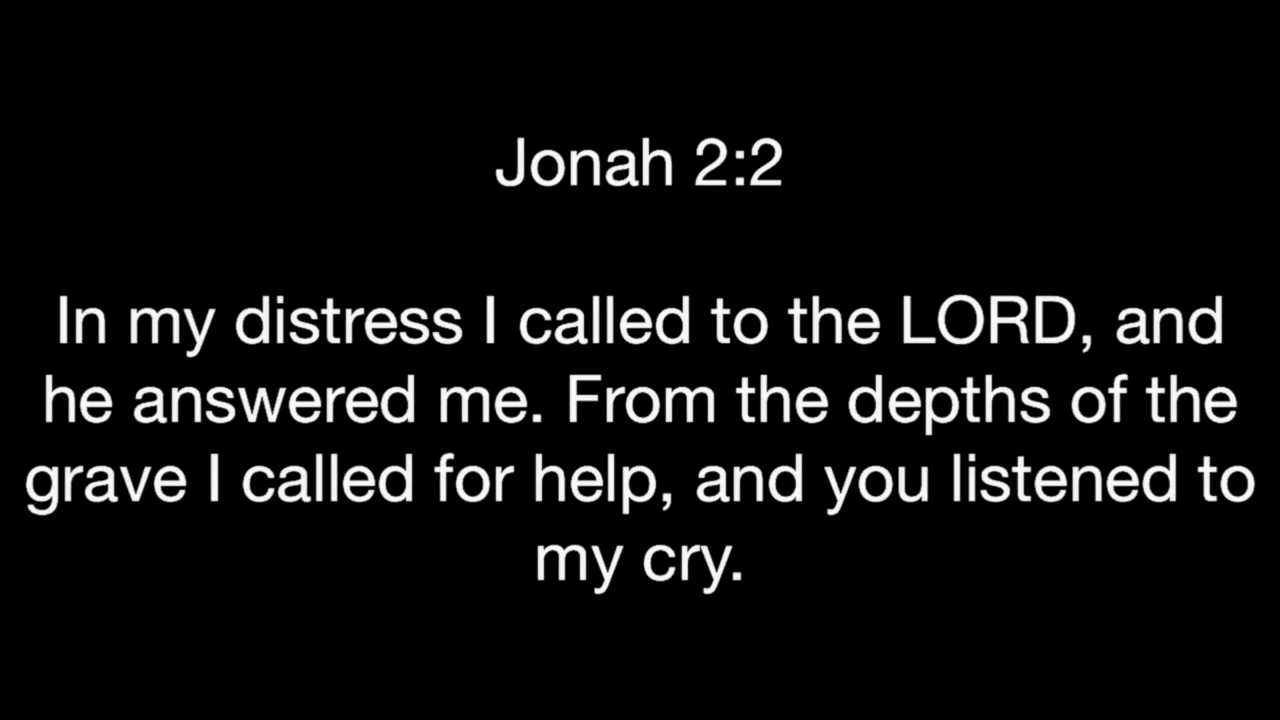 Jonah 2:2
In my distress I called to the LORD, and
he answered me. From the depths of the
grave I called for help, and you listened to
my cry.